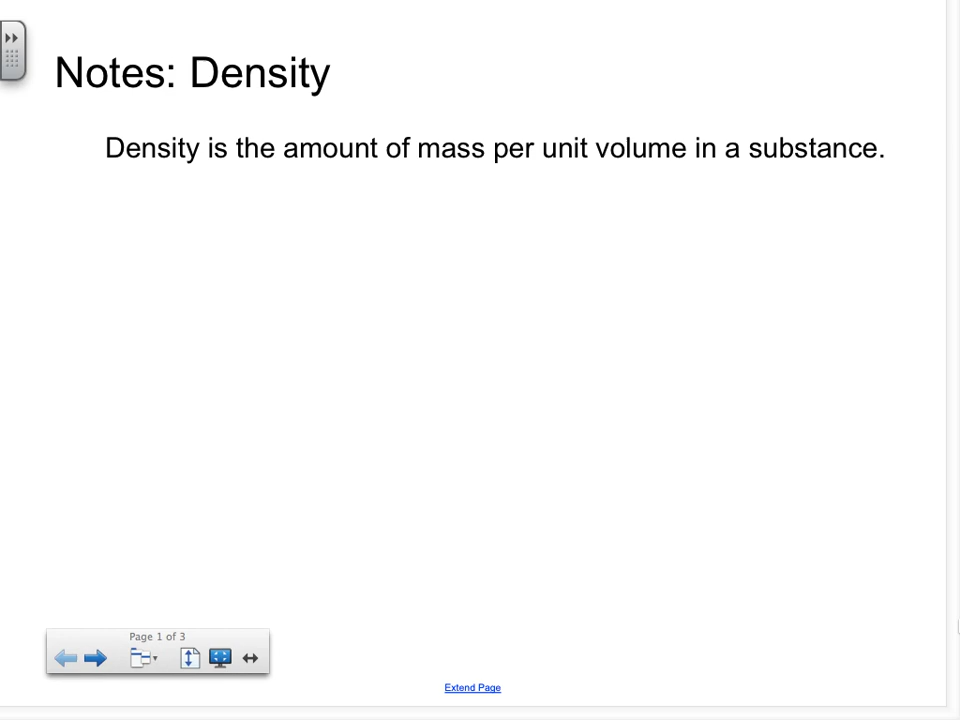 Notes: Density
Density is the amount of mass per unit volume in a substance.
Page 1 of 3
Extend Page